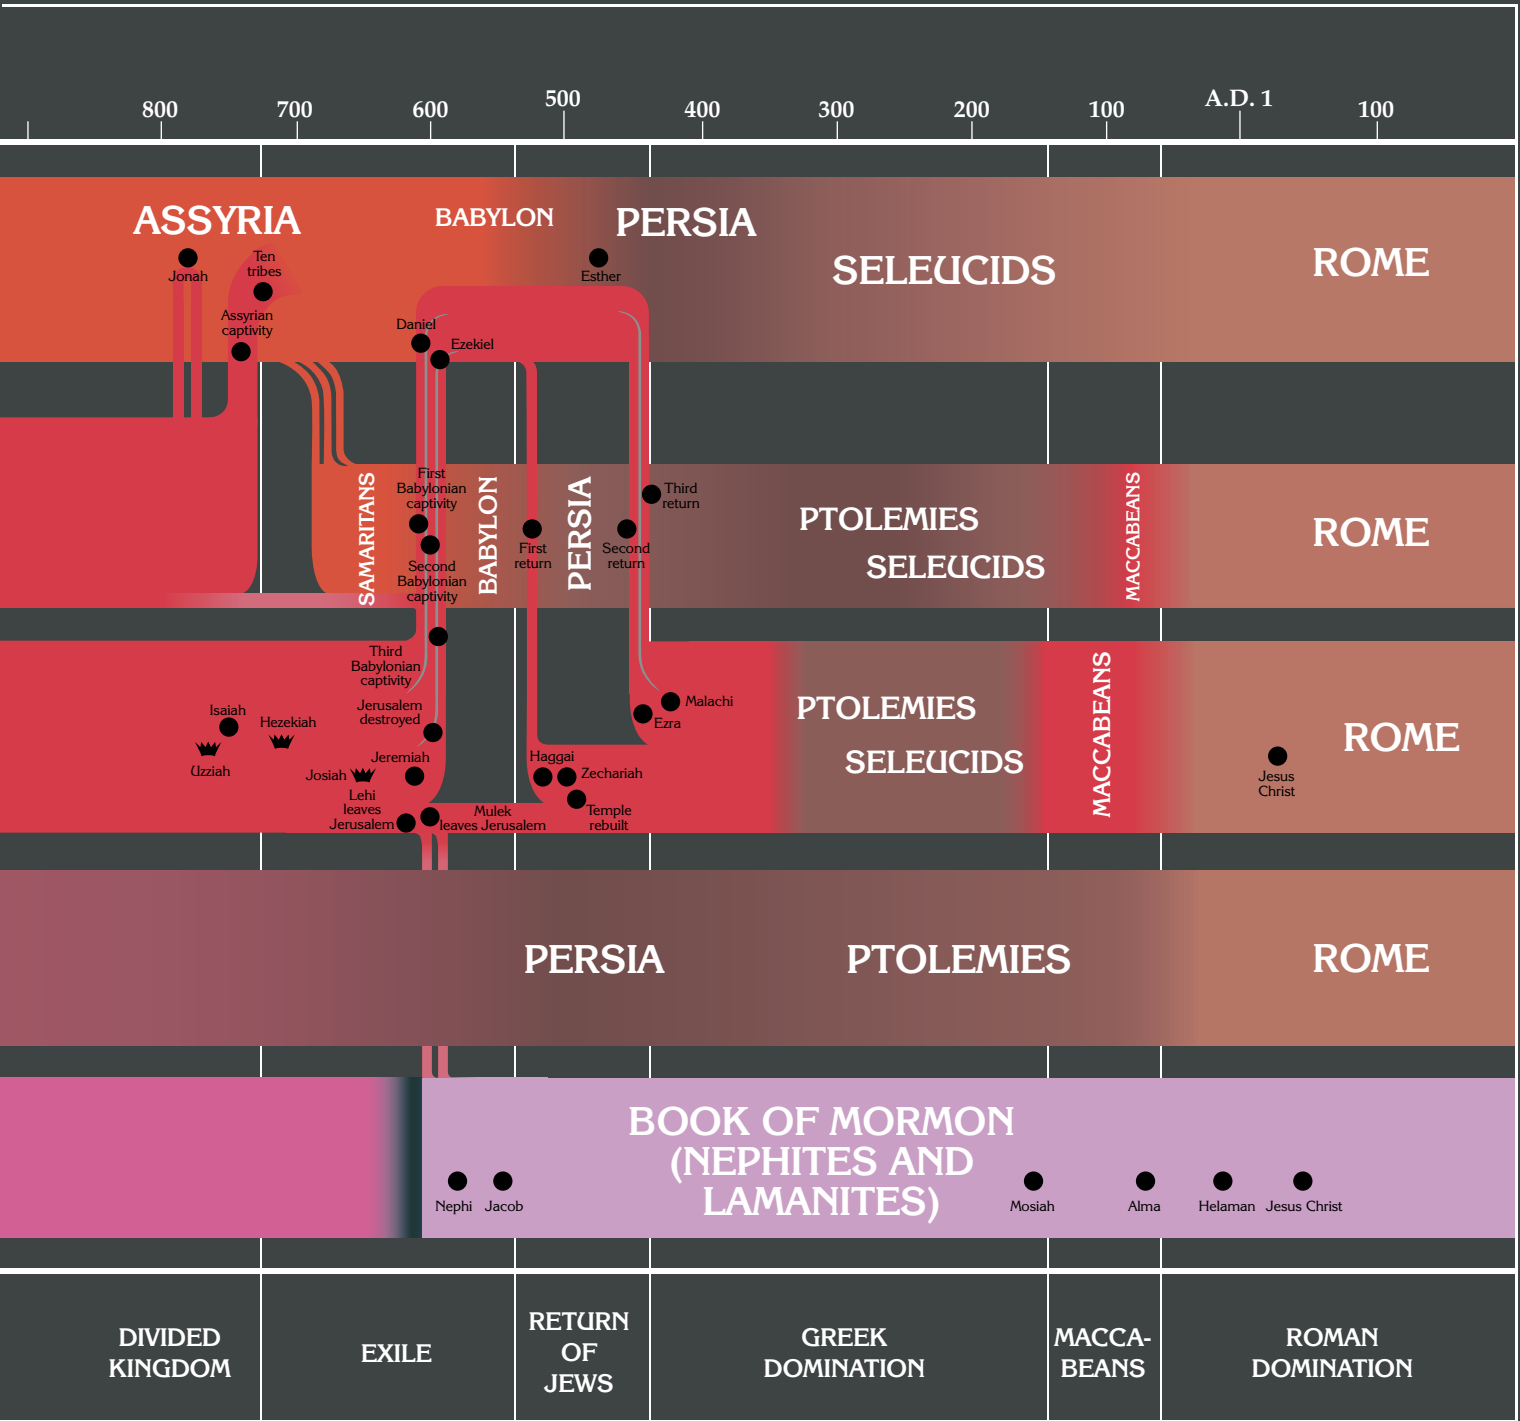 800 700 600 500 400 300 200 100 A.D. 1 100
ASSYRIA
BABYLON
PERSIA
SELEUCIDS
ROME
Jonah
Ten
tribes
Assyrian
captivity
Esther
Daniel
Ezekiel
SAMARITANS
First
Babylonian
captivity
Second
Babylonian
captivity
BABYLON
First
return
PERSIA
Second
return
Third
return
PTOLEMIES
SELEUCIDS
MACCABEANS
ROME
Third
Babylonian
captivity
Jerusalem
destroyed
Isaiah
Hezekiah
Uzziah
Josiah
Jeremiah
Lehi
leaves
Jerusalem
Mulek
leaves Jerusalem
Haggai
Zechariah
Temple
rebuilt
Malachi
Ezra
PTOLEMIES
SELEUCIDS
MACCABEANS
Jesus
Christ
ROME
PERSIA
PTOLEMIES
ROME
BOOK OF MORMON
(NEPHITES AND
LAMANITES)
Nephi
Jacob
Mosiah
Alma
Helaman
Jesus Christ
DIVIDED
KINGDOM
EXILE
RETURN
OF
JEWS
GREEK
DOMINATION
MACCA-
BEANS
ROMAN
DOMINATION